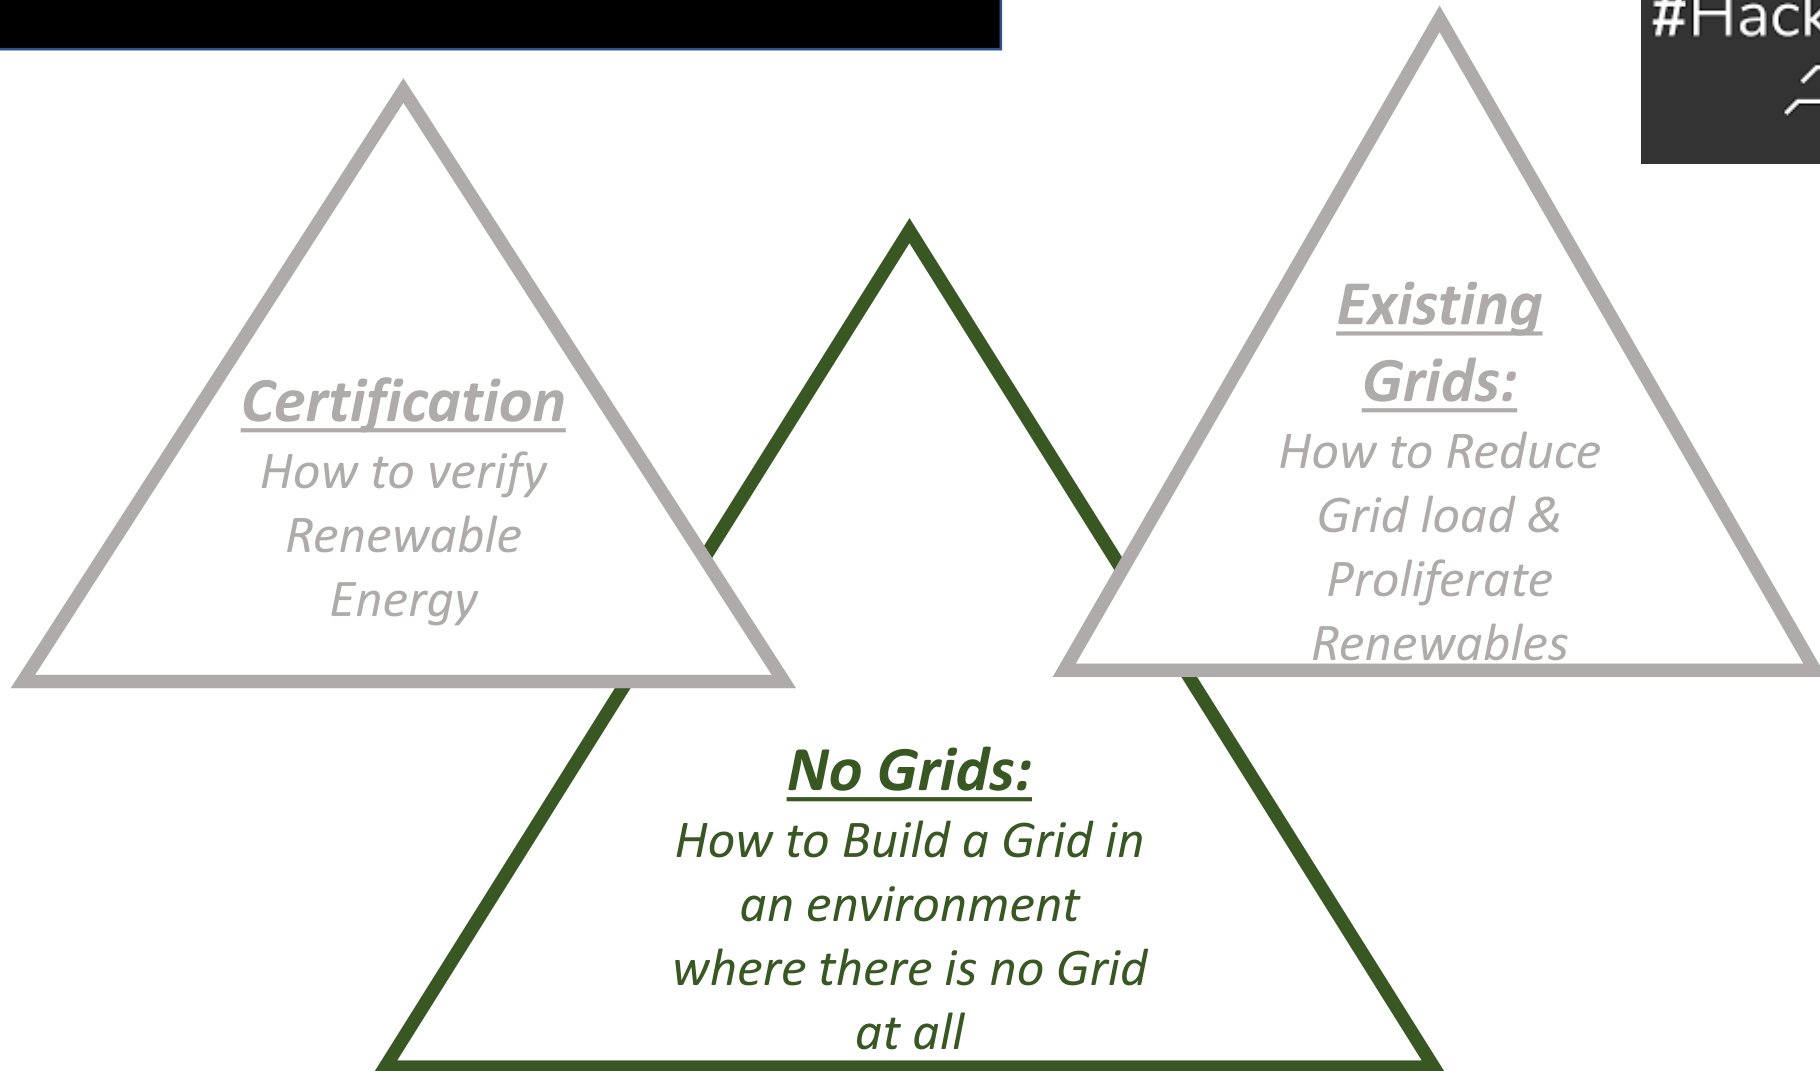 #Hack
Certification
How to verify
Renewable
Energy
Existing
Grids:
How to Reduce
Grid load &
Proliferate
Renewables
No Grids:
How to Build a Grid in
an environment
where there is no Grid
at all